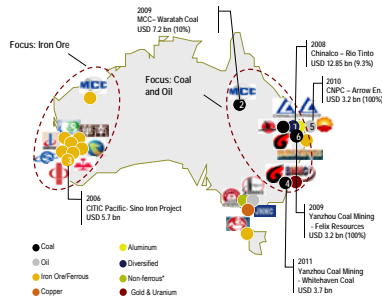 2009
MCC– Waratah Coal
USD 7.2 bn (10%)
Focus: Iron Ore
Focus: Coal
and Oil
2008
Chinalco – Rio Tinto
USD 12.85 bn (9.3%)
2010
CNPC – Arrow En.
USD 3.2 bn (100%)
MCC
MCC
2
1
5
6
3
4
2006
CITIC Pacific- Sino Iron Project
USD 5.7 bn
2009
Yanzhou Coal Mining
- Felix Resources
USD 3.2 bn (100%)
2011
Yanzhou Coal Mining
- Whitehaven Coal
USD 3.7 bn
Coal
Oil
Iron Ore/Ferrous
Copper
Aluminum
Diversified
Non-ferrous*
Gold & Uranium